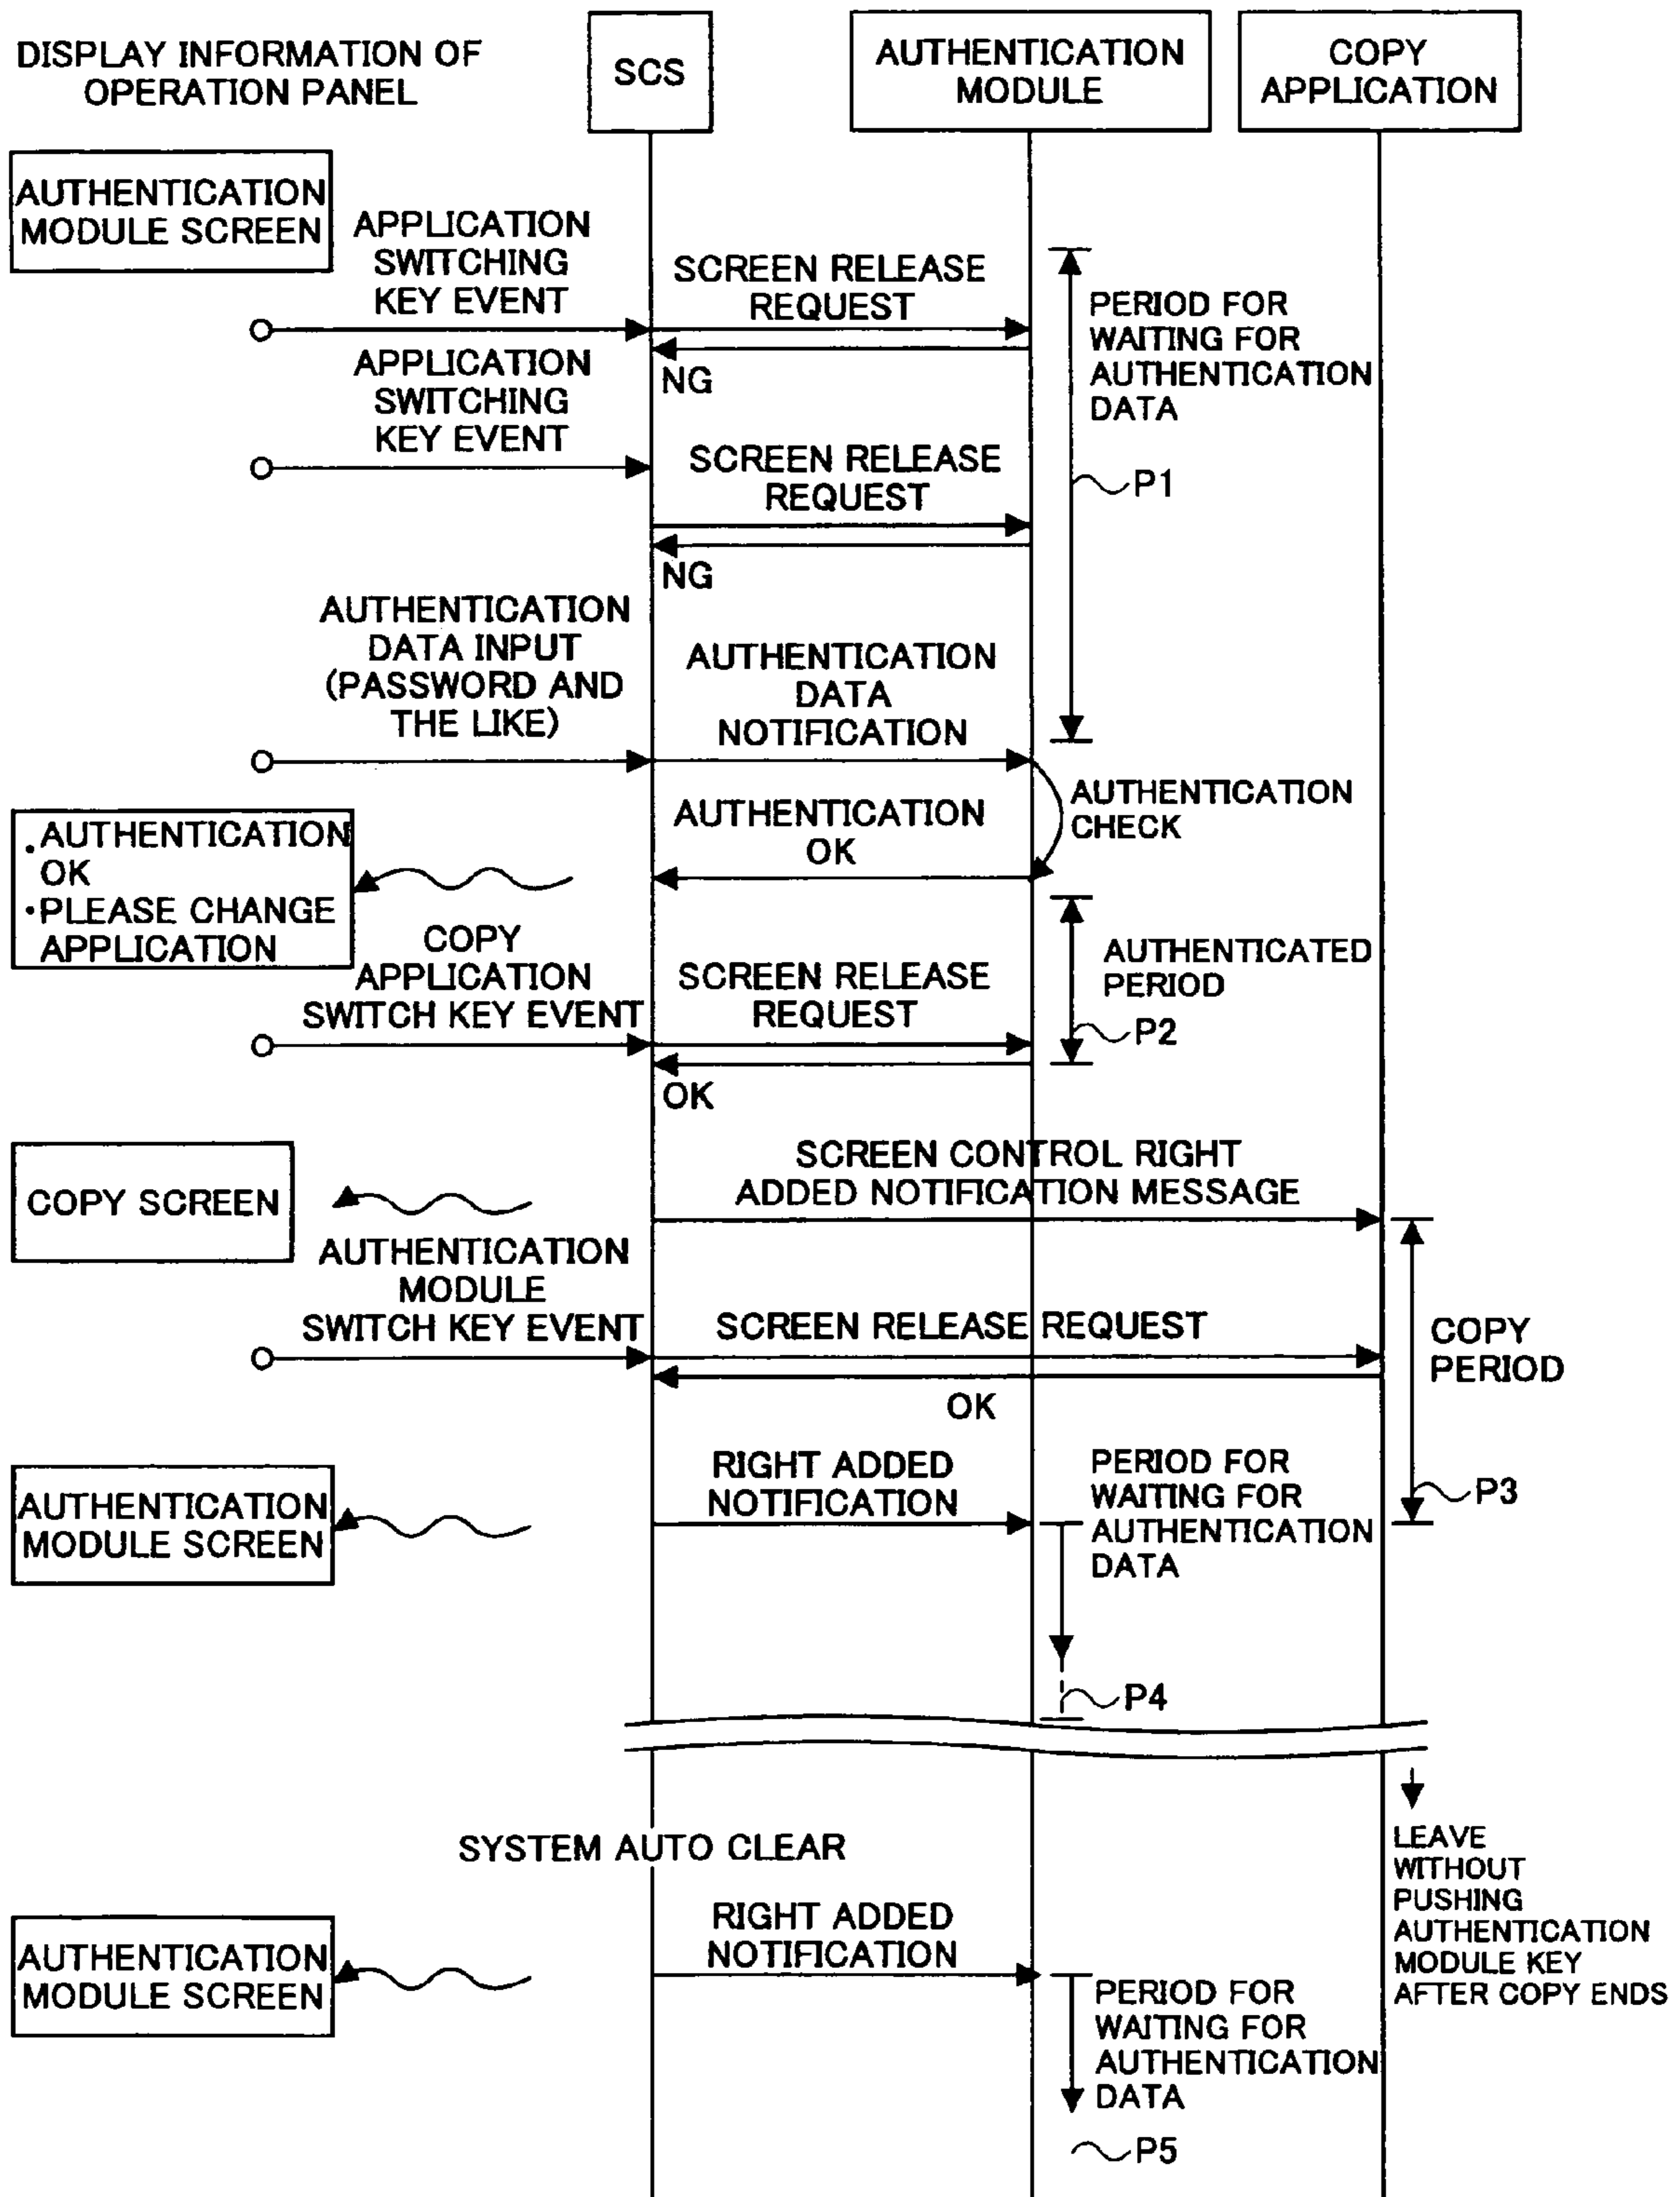 DISPLAY INFORMATION OF
OPERATION PANEL
SCS
AUTHENTICATION
MODULE
COPY
APPLICATION
AUTHENTICATION
MODULE SCREEN
APPLICATION
SWITCHING
KEY EVENT
SCREEN RELEASE
REQUEST
NG
PERIOD FOR
WAITING FOR
AUTHENTICATION
DATA
P1
APPLICATION
SWITCHING
KEY EVENT
SCREEN RELEASE
REQUEST
NG
AUTHENTICATION
DATA INPUT
(PASSWORD AND
THE LIKE)
AUTHENTICATION
DATA
NOTIFICATION
AUTHENTICATION
CHECK
AUTHENTICATION
OK
・AUTHENTICATION
OK
・PLEASE CHANGE
APPLICATION
AUTHENTICATED
PERIOD
P2
COPY
APPLICATION
SWITCH KEY EVENT
SCREEN RELEASE
REQUEST
OK
COPY SCREEN
SCREEN CONTROL RIGHT
ADDED NOTIFICATION MESSAGE
AUTHENTICATION
MODULE
SWITCH KEY EVENT
SCREEN RELEASE REQUEST
OK
COPY
PERIOD
P3
AUTHENTICATION
MODULE SCREEN
RIGHT ADDED
NOTIFICATION
PERIOD FOR
WAITING FOR
AUTHENTICATION
DATA
P4
SYSTEM AUTO CLEAR
LEAVE
WITHOUT
PUSHING
AUTHENTICATION
MODULE KEY
AFTER COPY ENDS
AUTHENTICATION
MODULE SCREEN
RIGHT ADDED
NOTIFICATION
PERIOD FOR
WAITING FOR
AUTHENTICATION
DATA
P5